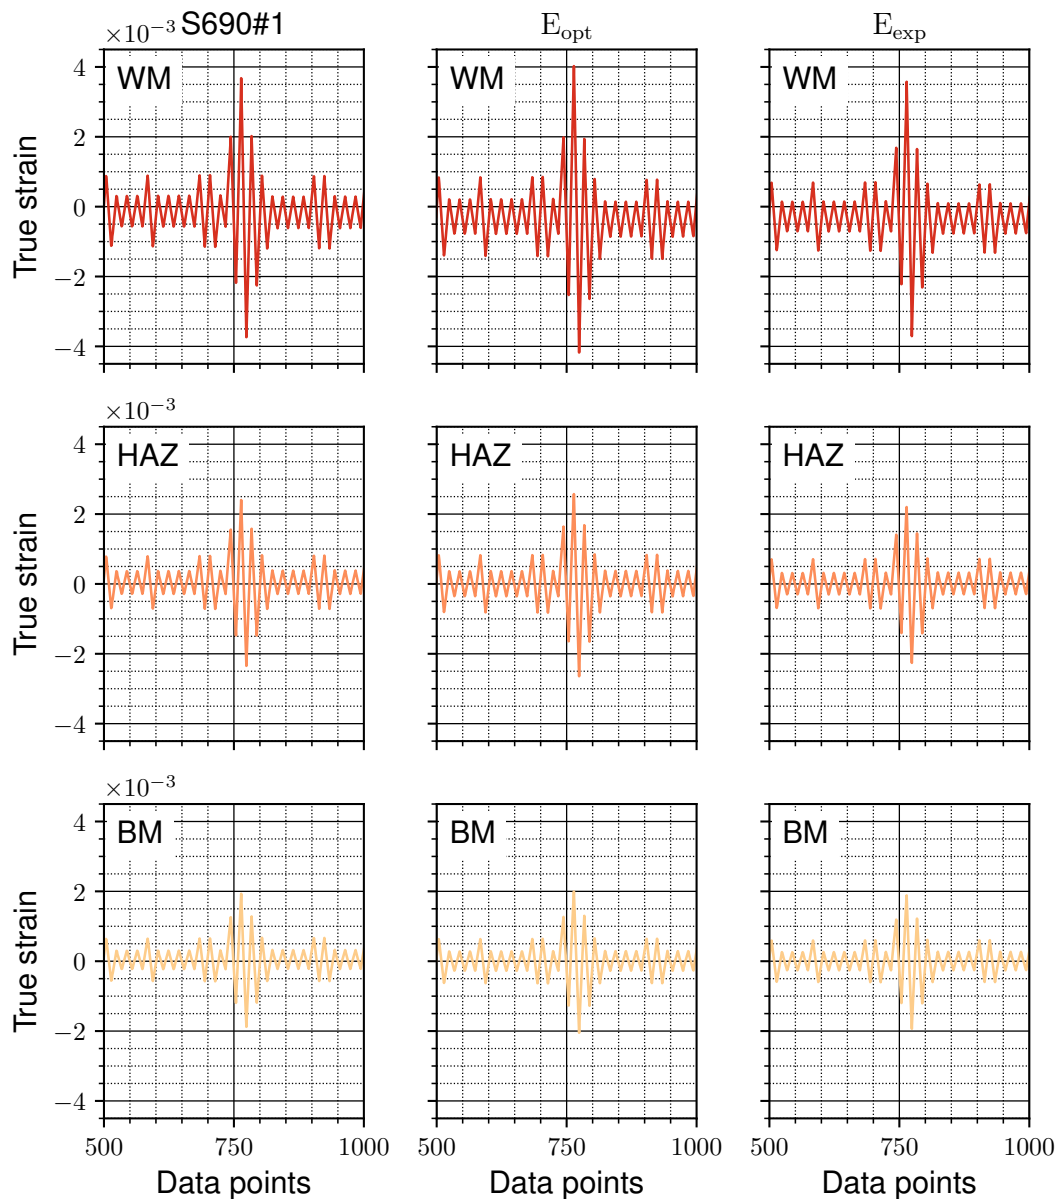 ×10⁻³ S690#1 E_opt E_exp
4 WM WM WM
2
0
−2
−4
True strain
×10⁻³
4 HAZ HAZ HAZ
2
0
−2
−4
True strain
×10⁻³
4 BM BM BM
2
0
−2
−4
True strain
500 750 1000 500 750 1000 500 750 1000
Data points Data points Data points